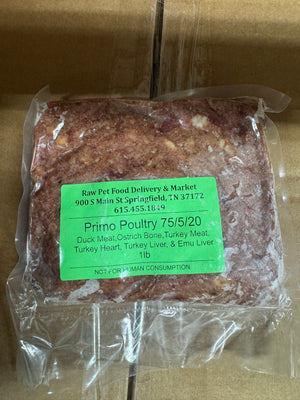 Raw Pet Food Delivery & Market
900 S Main St Springfield, TN 37172
615.455.1849
Primo Poultry 75/5/20
Duck Meat,Ostrich Bone,Turkey Meat,
Turkey Heart, Turkey Liver, & Emu Liver
1lb
NOT FOR HUMAN CONSUMPTION